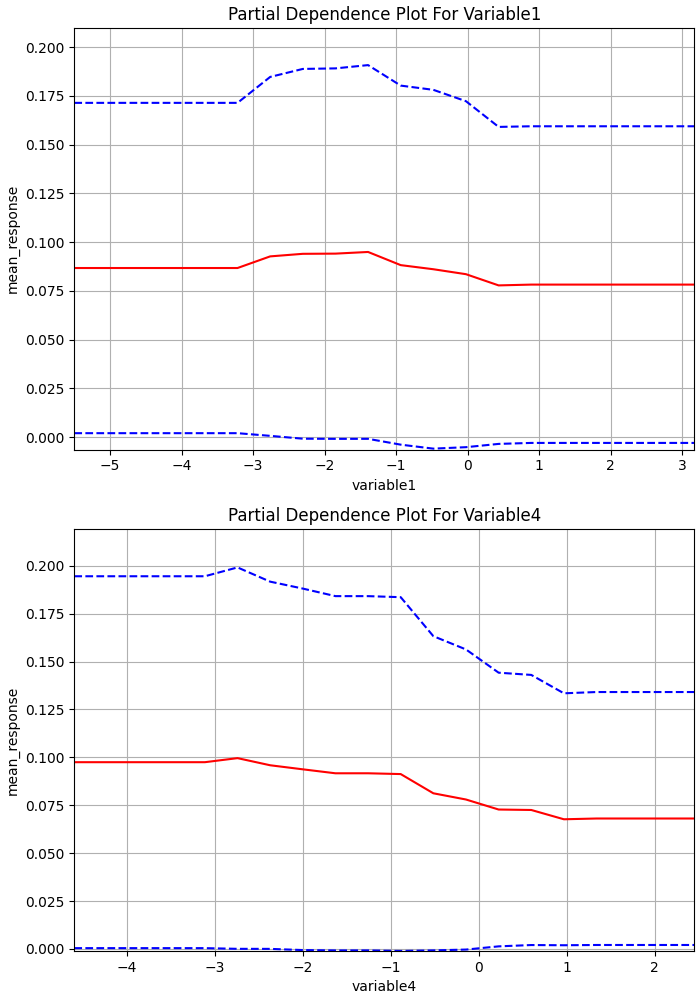 Partial Dependence Plot For Variable1
mean_response
0.200
0.175
0.150
0.125
0.100
0.075
0.050
0.025
0.000
−5 −4 −3 −2 −1 0 1 2 3
variable1
Partial Dependence Plot For Variable4
mean_response
0.200
0.175
0.150
0.125
0.100
0.075
0.050
0.025
0.000
−4 −3 −2 −1 0 1 2
variable4